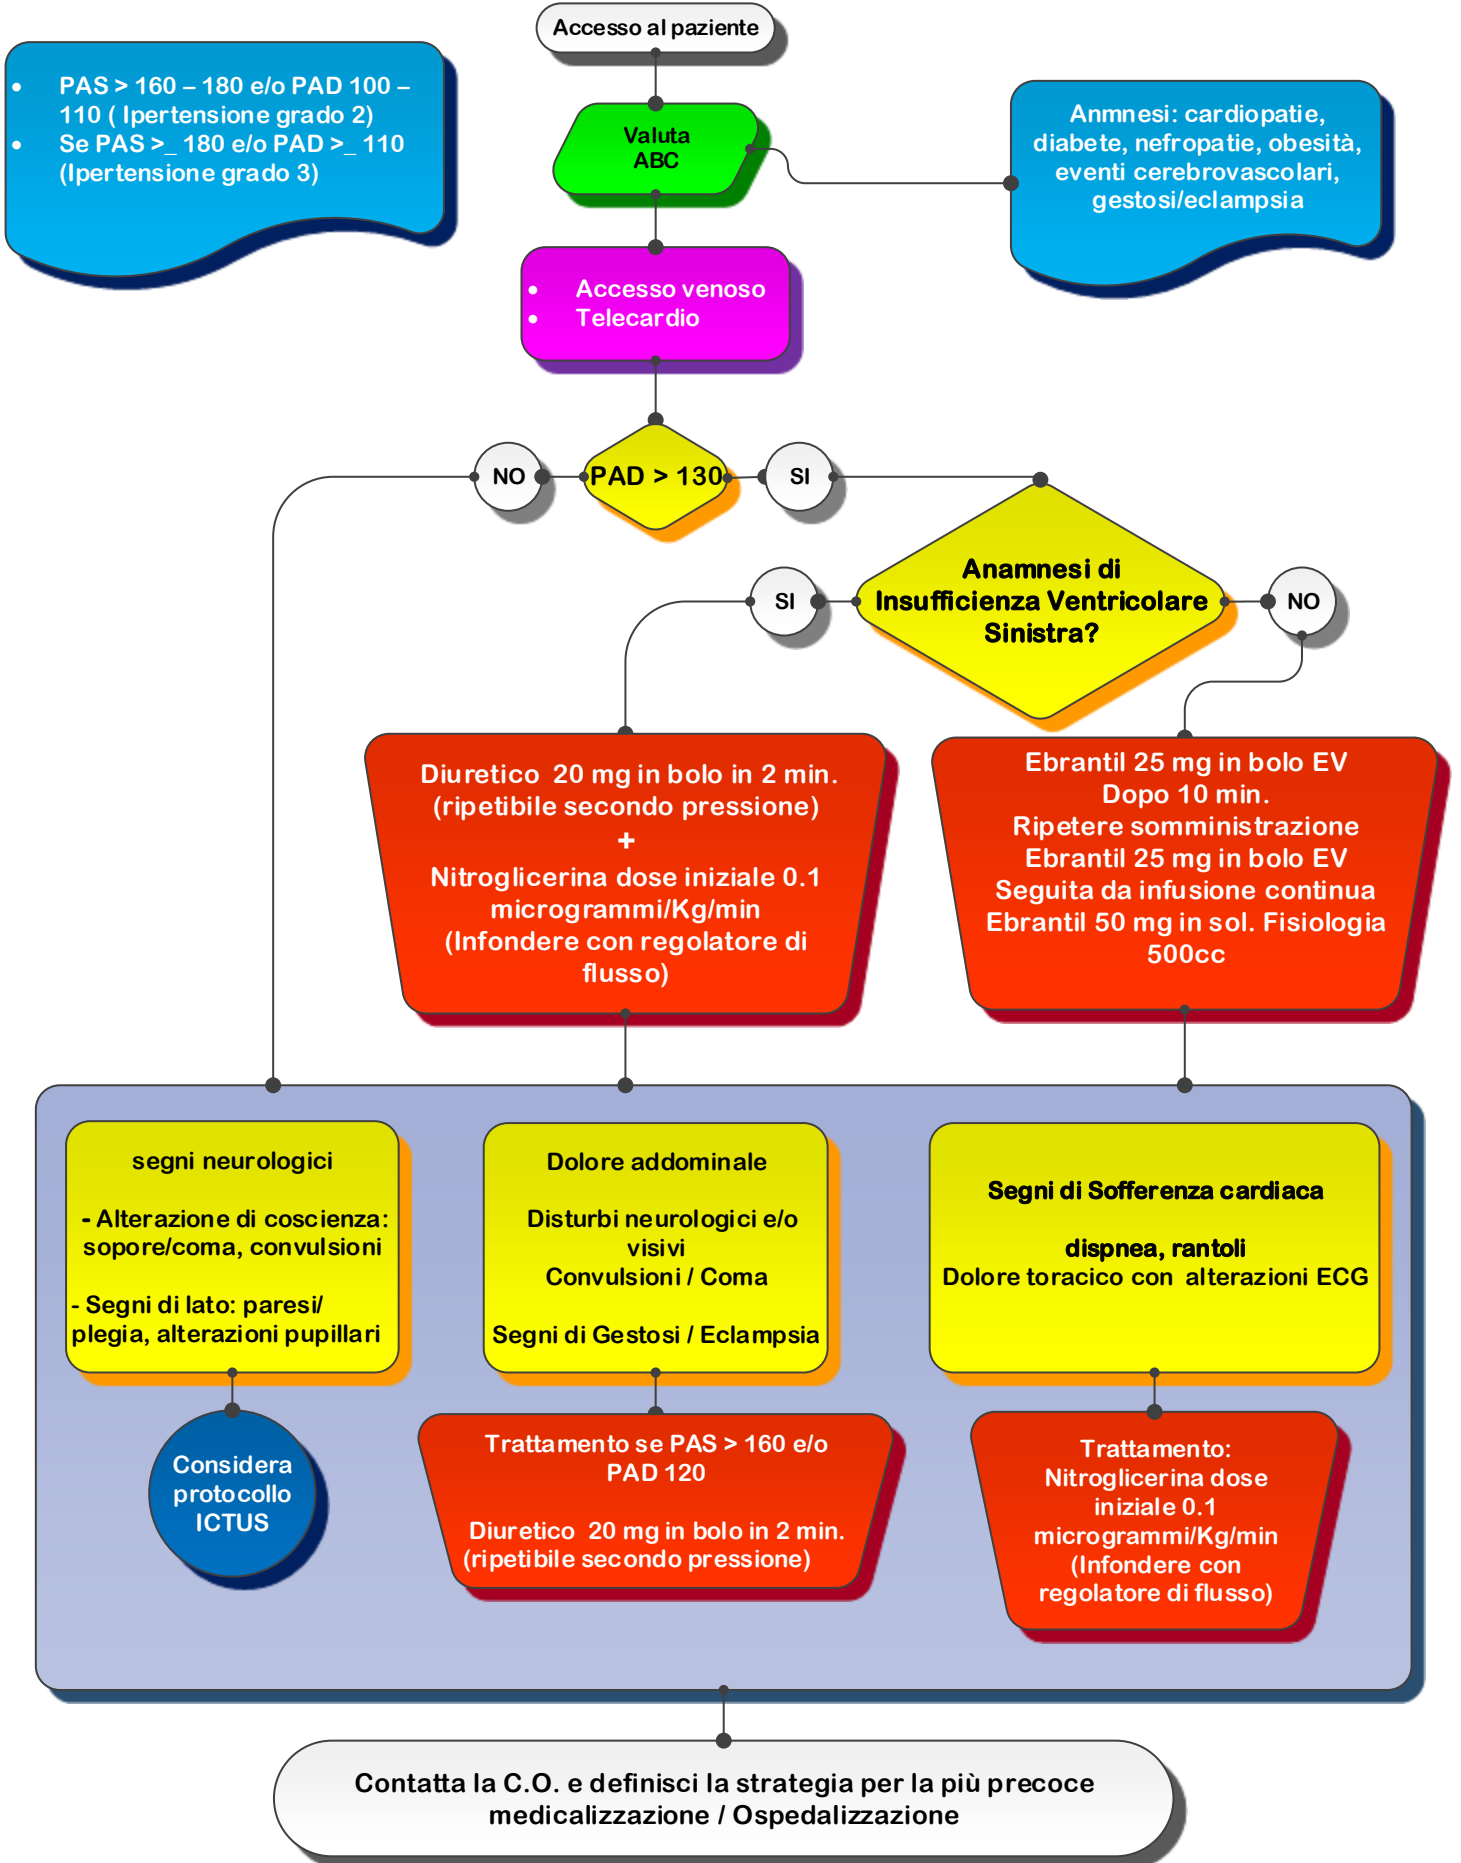 Accesso al paziente
• PAS > 160 – 180 e/o PAD 100 –
110 ( Ipertensione grado 2)
• Se PAS >_ 180 e/o PAD >_ 110
(Ipertensione grado 3)
Valuta
ABC
Anmnesi: cardiopatie,
diabete, nefropatie, obesità,
eventi cerebrovascolari,
gestosi/eclampsia
• Accesso venoso
• Telecardio
NO
PAD > 130
SI
Anamnesi di
Insufficienza Ventricolare
Sinistra?
SI
NO
Diuretico 20 mg in bolo in 2 min.
(ripetibile secondo pressione)
+
Nitroglicerina dose iniziale 0.1
microgrammi/Kg/min
(Infondere con regolatore di
flusso)
Ebrantil 25 mg in bolo EV
Dopo 10 min.
Ripetere somministrazione
Ebrantil 25 mg in bolo EV
Seguita da infusione continua
Ebrantil 50 mg in sol. Fisiologia
500cc
segni neurologici
- Alterazione di coscienza:
sopore/coma, convulsioni
- Segni di lato: paresi/
plegia, alterazioni pupillari
Dolore addominale
Disturbi neurologici e/o
visivi
Convulsioni / Coma
Segni di Gestosi / Eclampsia
Segni di Sofferenza cardiaca
dispnea, rantoli
Dolore toracico con alterazioni ECG
Considera
protocollo
ICTUS
Trattamento se PAS > 160 e/o
PAD 120
Diuretico 20 mg in bolo in 2 min.
(ripetibile secondo pressione)
Trattamento:
Nitroglicerina dose
iniziale 0.1
microgrammi/Kg/min
(Infondere con
regolatore di flusso)
Contatta la C.O. e definisci la strategia per la più precoce
medicalizzazione / Ospedalizzazione